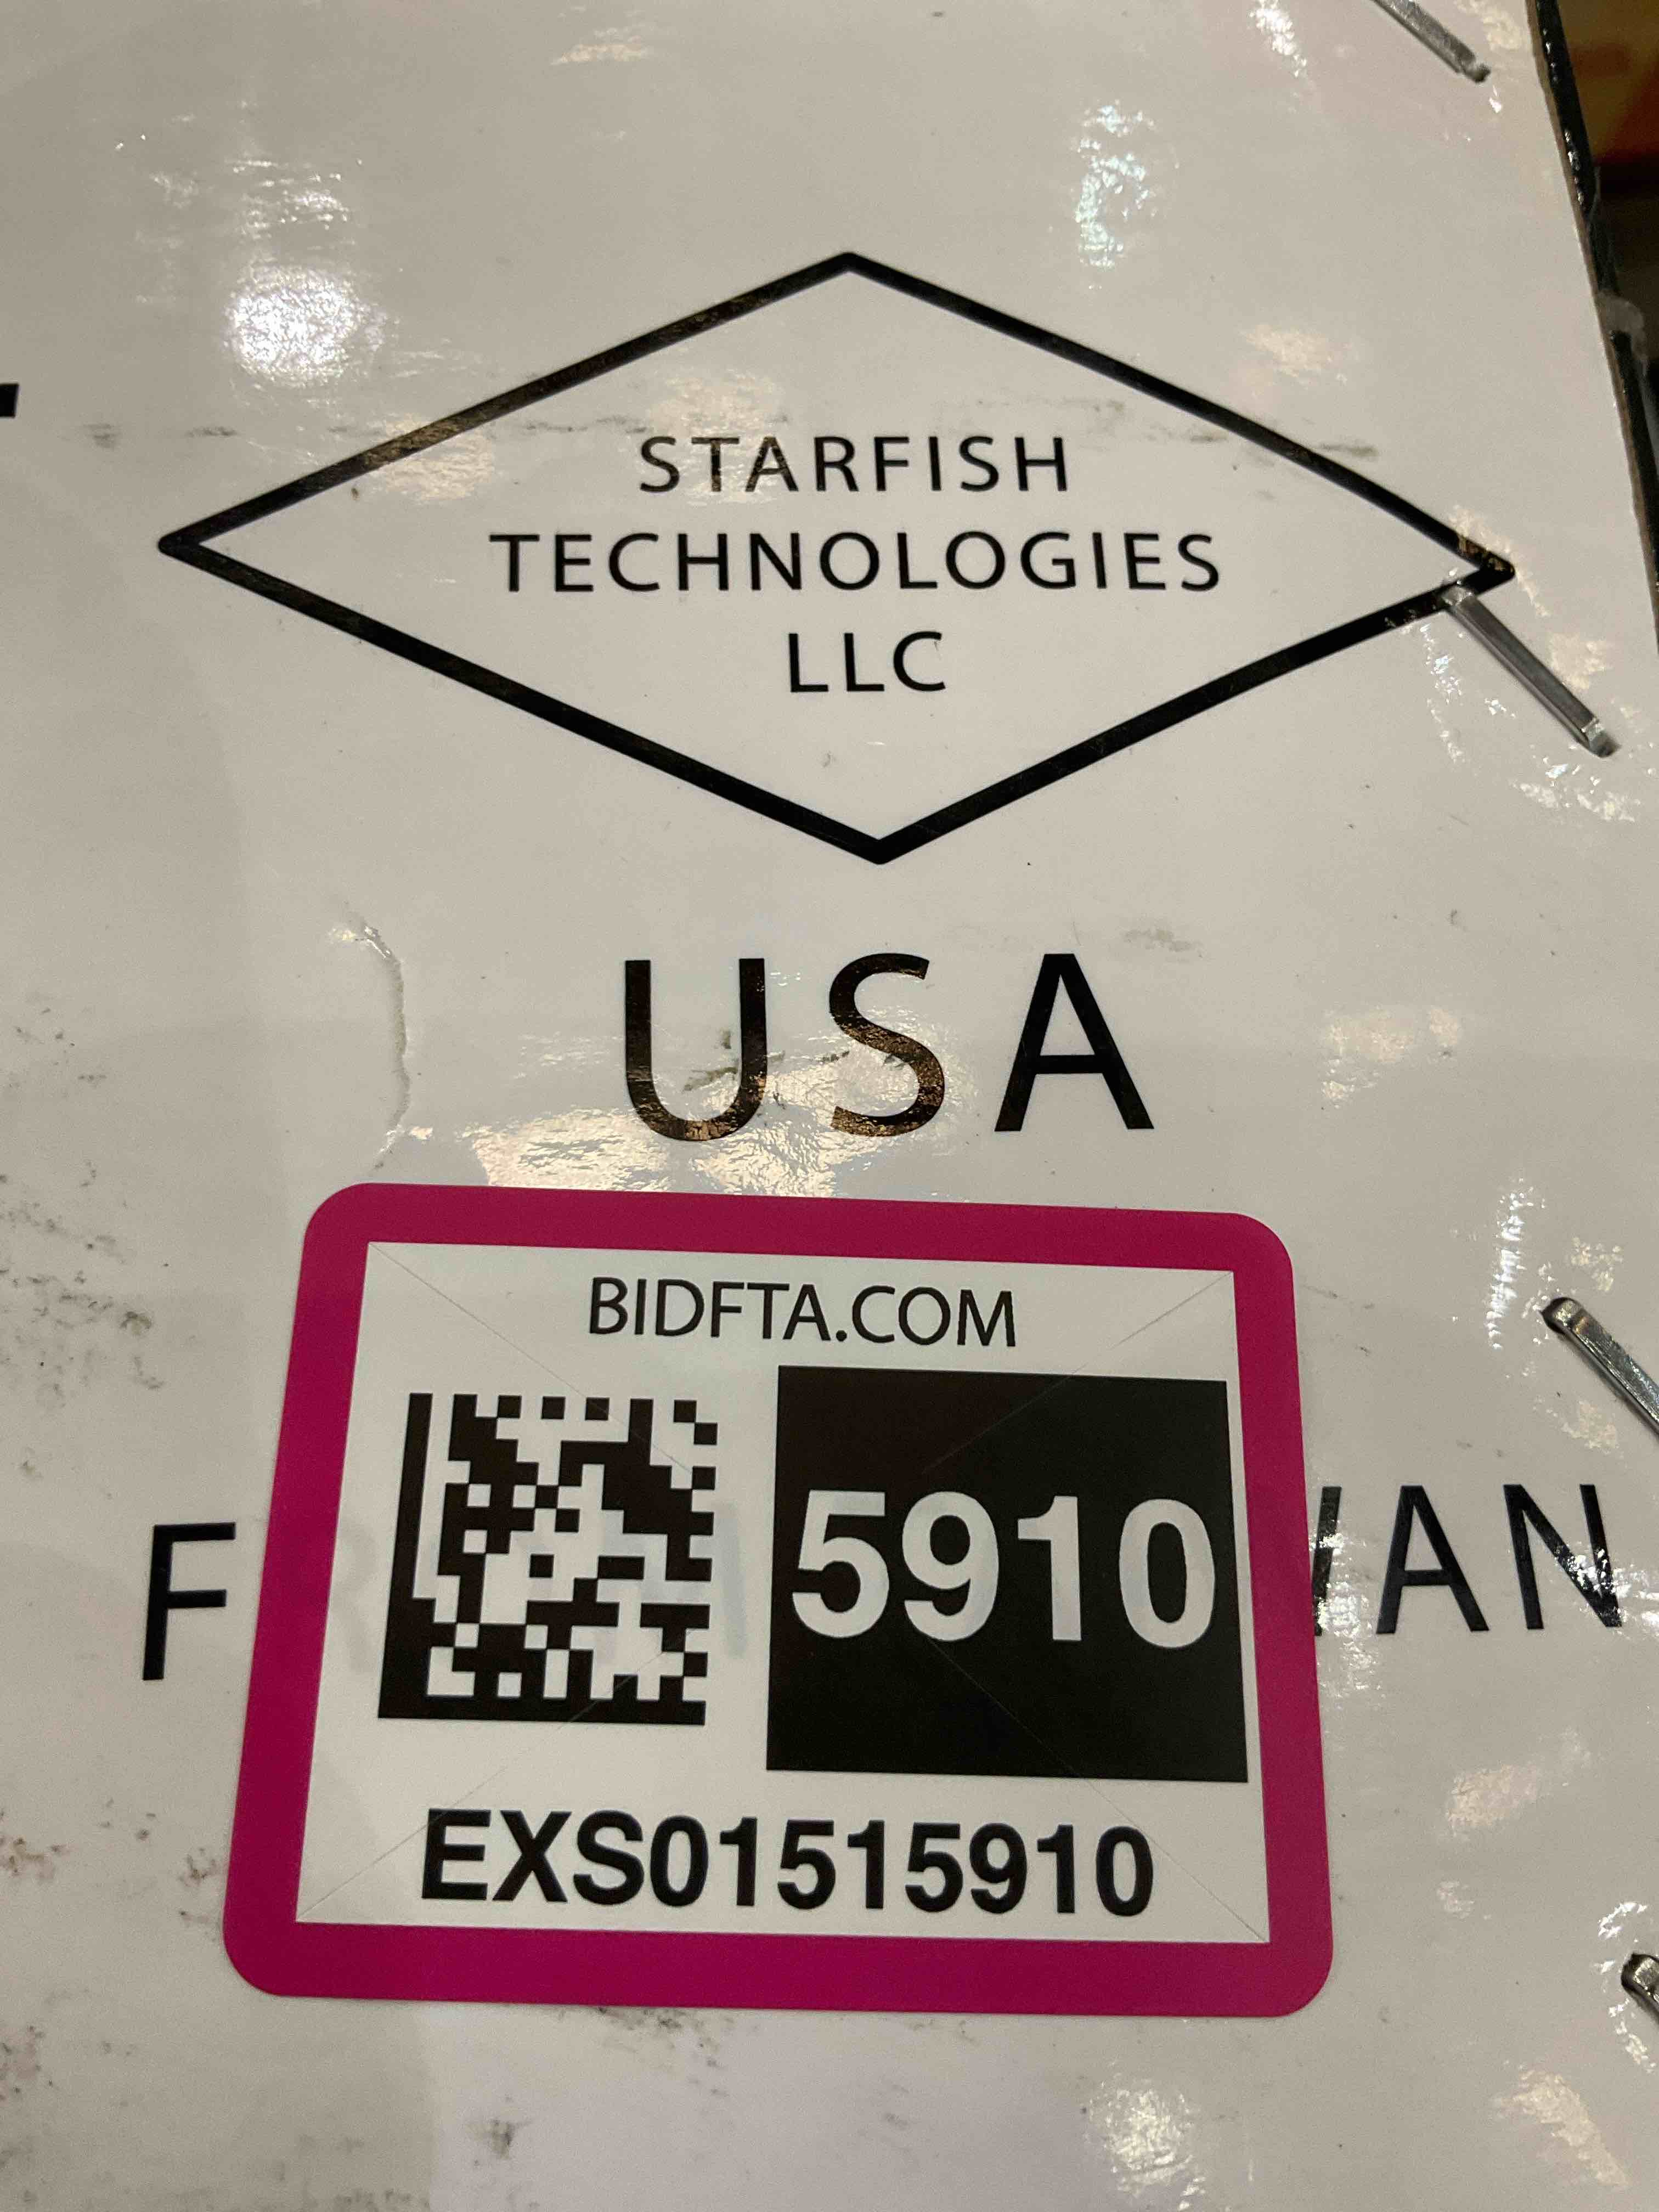 STARFISH
TECHNOLOGIES
LLC
USA
BIDFTA.COM
5910
EXS01515910